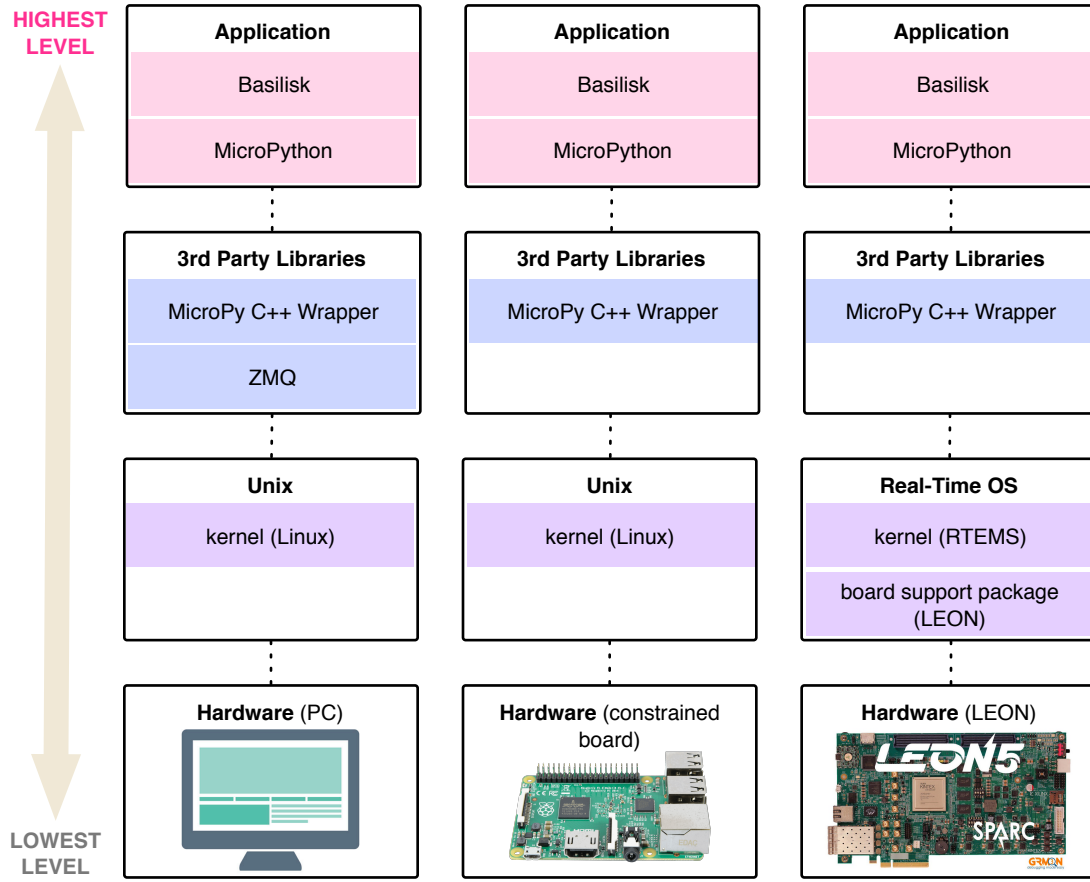 HIGHEST
LEVEL
Application
Basilisk
MicroPython
Application
Basilisk
MicroPython
Application
Basilisk
MicroPython
3rd Party Libraries
MicroPy C++ Wrapper
ZMQ
3rd Party Libraries
MicroPy C++ Wrapper
3rd Party Libraries
MicroPy C++ Wrapper
Unix
kernel (Linux)
Unix
kernel (Linux)
Real-Time OS
kernel (RTEMS)
board support package
(LEON)
Hardware (PC)
Hardware (constrained
board)
HDMI
Hardware (LEON)
LEON5
SPARC
GRMON
LOWEST
LEVEL